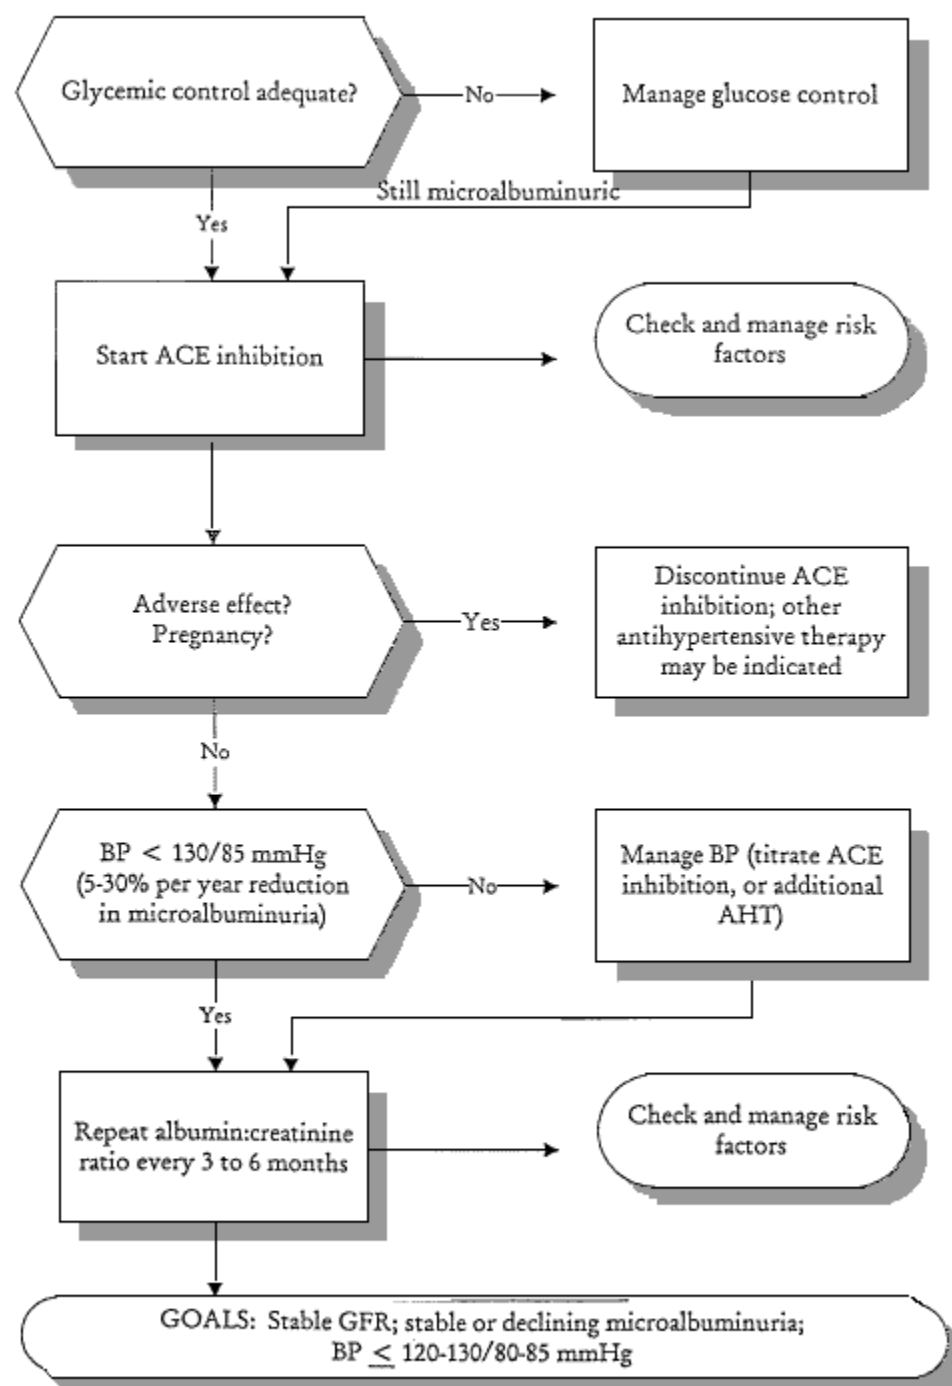 Glycemic control adequate?
No
Manage glucose control
Still microalbuminuric
Yes
Start ACE inhibition
Check and manage risk
factors
Adverse effect?
Pregnancy?
Yes
Discontinue ACE
inhibition; other
antihypertensive therapy
may be indicated
No
BP < 130/85 mmHg
(5-30% per year reduction
in microalbuminuria)
No
Manage BP (titrate ACE
inhibition, or additional
AHT)
Yes
Repeat albumin:creatinine
ratio every 3 to 6 months
Check and manage risk
factors
GOALS: Stable GFR; stable or declining microalbuminuria;
BP ≤ 120-130/80-85 mmHg